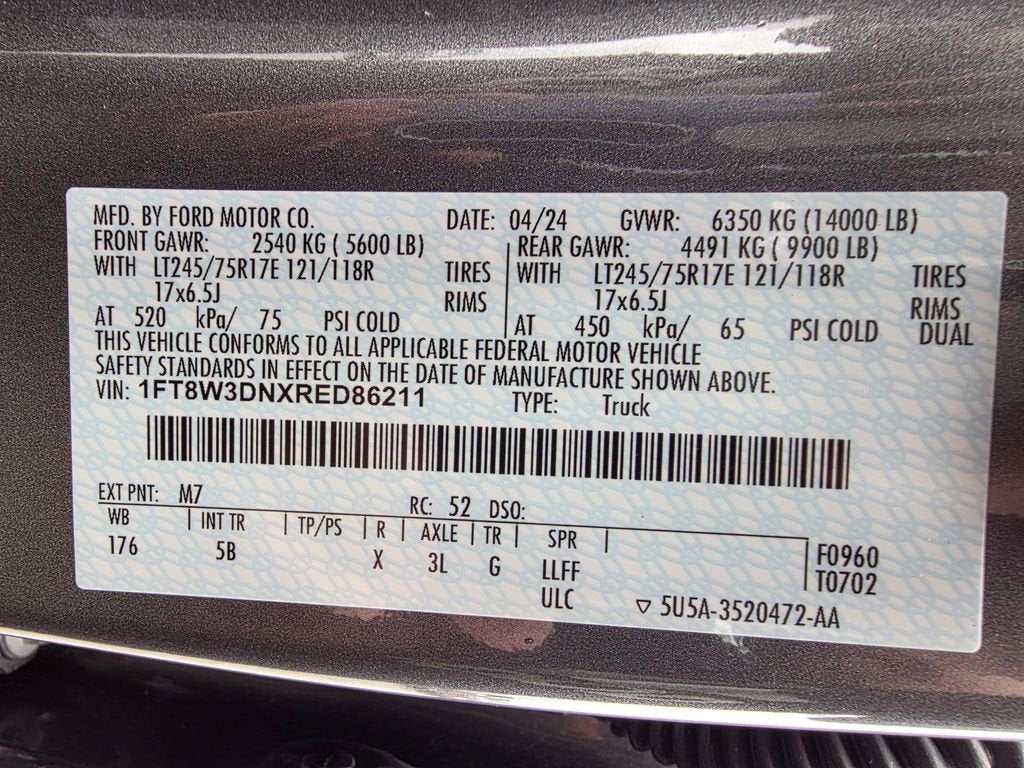 MFD. BY FORD MOTOR CO. DATE: 04/24 GVWR: 6350 KG (14000 LB)
FRONT GAWR: 2540 KG ( 5600 LB) REAR GAWR: 4491 KG ( 9900 LB)
WITH LT245/75R17E 121/118R TIRES WITH LT245/75R17E 121/118R TIRES
17x6.5J RIMS 17x6.5J RIMS
AT 520 kPa/ 75 PSI COLD AT 450 kPa/ 65 PSI COLD DUAL
THIS VEHICLE CONFORMS TO ALL APPLICABLE FEDERAL MOTOR VEHICLE
SAFETY STANDARDS IN EFFECT ON THE DATE OF MANUFACTURE SHOWN ABOVE.
VIN: 1FT8W3DNXRED86211 TYPE: Truck
EXT PNT: M7 RC: 52 DSO:
WB | INT TR | TP/PS | R | AXLE | TR | SPR |
176 5B X 3L G LLFF F0960
ULC T0702
5U5A-3520472-AA